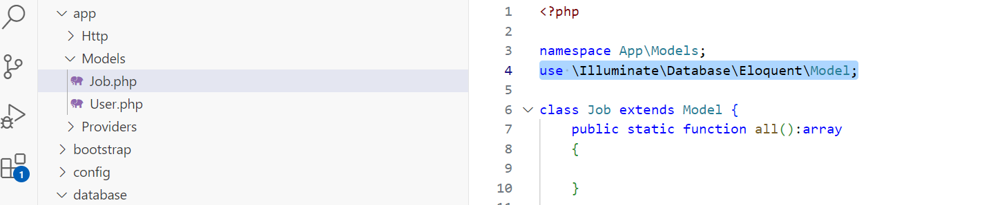 app
Http
Models
Job.php
User.php
Providers
bootstrap
config
database
1
1 <?php
2
3 namespace App\Models;
4 use \Illuminate\Database\Eloquent\Model;
5
6 class Job extends Model {
7 public static function all():array
8 {
9
10 }